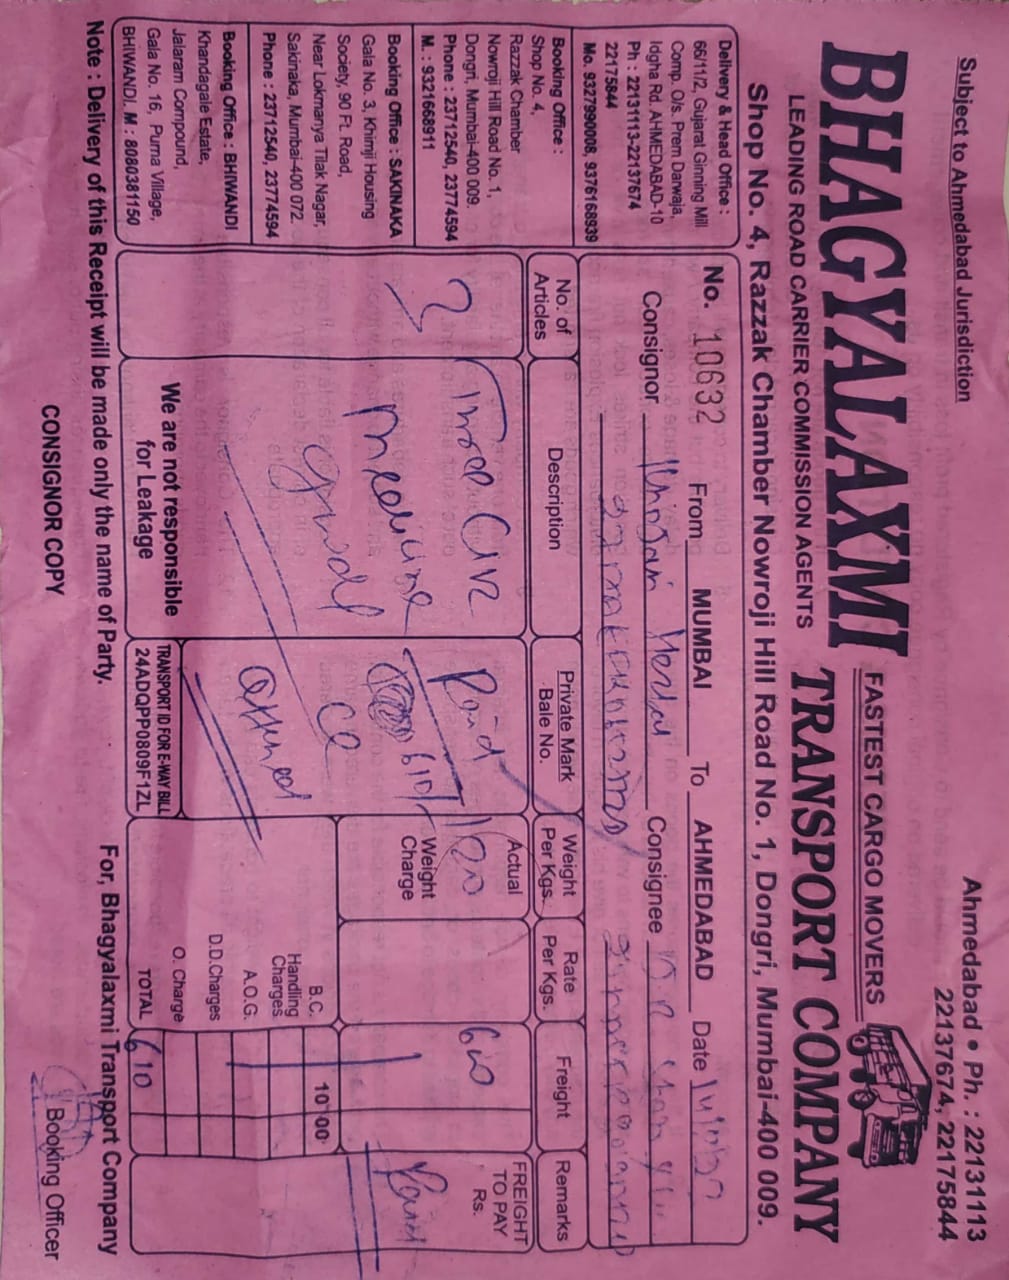 Subject to Ahmedabad Jurisdiction
Ahmedabad • Ph. : 22131113
22137674, 22175844
BHAGYALAXMI TRANSPORT COMPANY
FASTEST CARGO MOVERS
LEADING ROAD CARRIER COMMISSION AGENTS
Shop No. 4, Razzak Chamber Nowroji Hill Road No. 1, Dongri, Mumbai-400 009.
Delivery & Head Office :
66/11/2, Gujarat Ginning Mill
Comp. O/s. Prem Darwaja,
Idgha Rd. AHMEDABAD-10
Ph : 22131113-22137674
22175844
Mo. 9327990008, 9376168939
Booking Office :
Shop No. 4,
Razzak Chamber
Nowroji Hill Road No. 1,
Dongri, Mumbai-400 009.
Phone : 23712540, 23774594
M. : 9321668911
Booking Office : SAKINAKA
Gala No. 3, Khimji Housing
Society, 90 Ft. Road,
Near Lokmanya Tilak Nagar,
Sakinaka, Mumbai-400 072.
Phone : 23712540, 23774594
Booking Office : BHIWANDI
Khandagale Estate,
Jalaram Compound,
Gala No. 16, Purna Village,
BHIWANDI. M : 8080381150
No. 10632 From MUMBAI To AHMEDABAD Date
Consignor Consignee
No. of Articles
Description
Private Mark Bale No.
Weight Per Kgs.
Rate Per Kgs.
Freight
Remarks
Three
medicine
Paid
610/
Actual
Weight Charge
FREIGHT TO PAY Rs.
Paid
B.C. 10 00
Handling Charges
A.O.G.
D.D.Charges
O. Charge
TOTAL 610
We are not responsible for Leakage
TRANSPORT ID FOR E-WAY BILL
24ADQPP0809F1ZL
Note : Delivery of this Receipt will be made only the name of Party.
For, Bhagyalaxmi Transport Company
CONSIGNOR COPY
Booking Officer